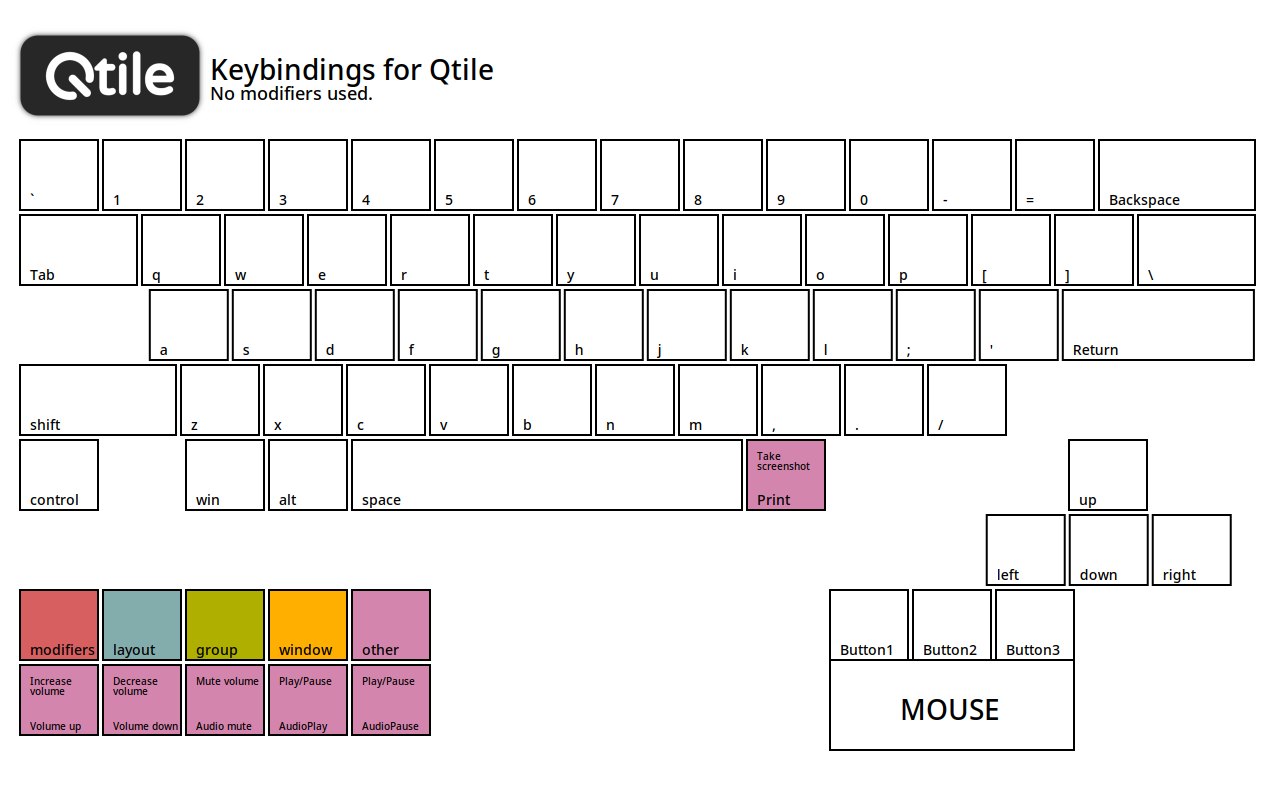 Qtile
Keybindings for Qtile
No modifiers used.
` 1 2 3 4 5 6 7 8 9 0 - = Backspace
Tab q w e r t y u i o p [ ] \
a s d f g h j k l ; ' Return
shift z x c v b n m , . /
Take
screenshot
control win alt space Print up
left down right
modifiers layout group window other
Button1 Button2 Button3
Increase Decrease Mute volume Play/Pause Play/Pause
volume volume
MOUSE
Volume up Volume down Audio mute AudioPlay AudioPause